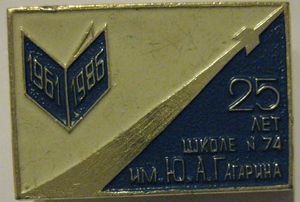 1961 1986
25
ЛЕТ
ШКОЛЕ № 74
ИМ. Ю. А. ГАГАРИНА